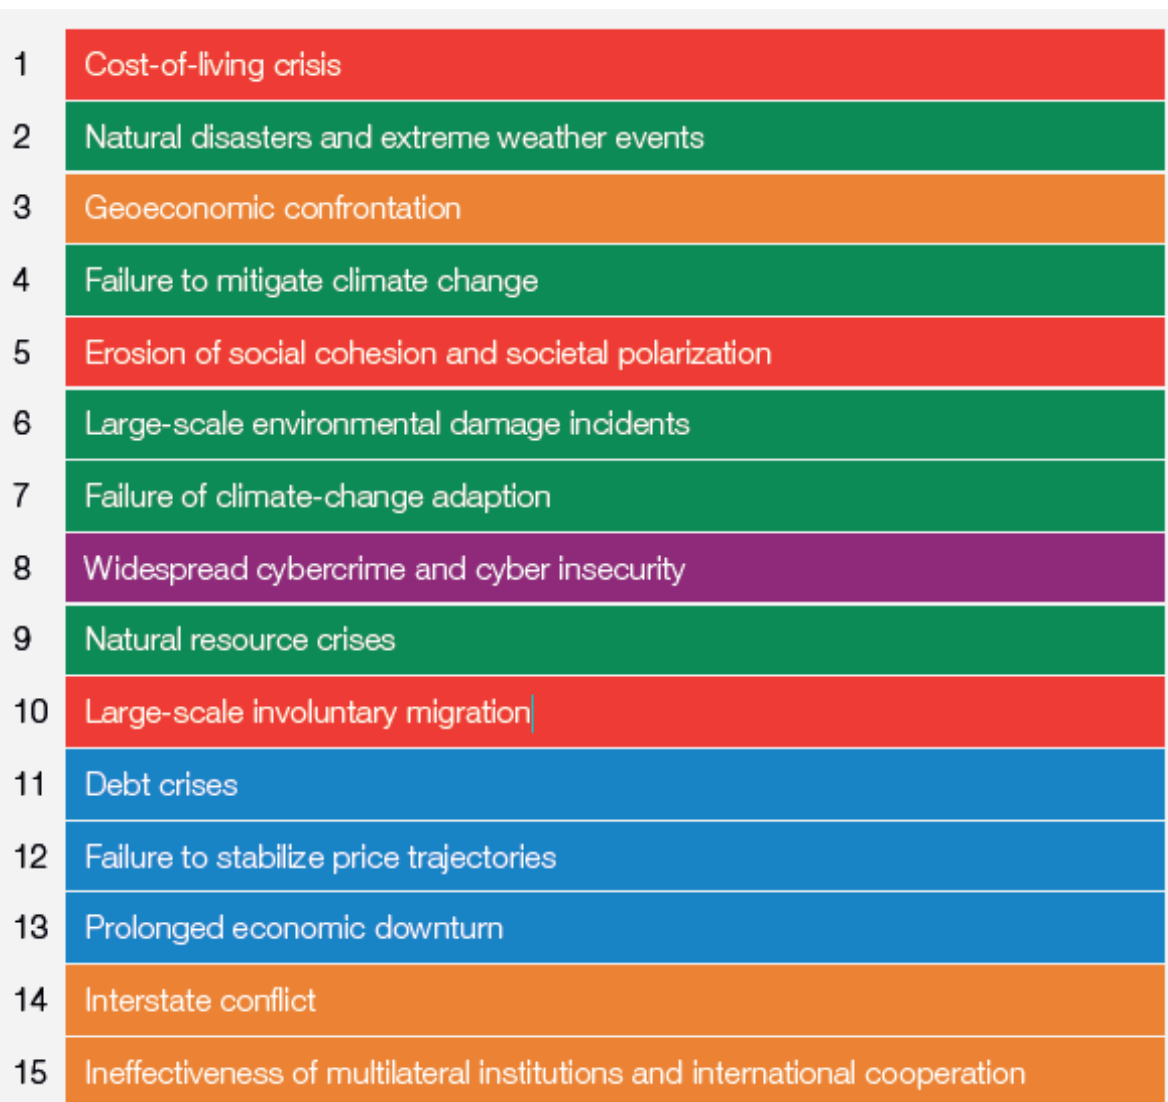 1 Cost-of-living crisis
2 Natural disasters and extreme weather events
3 Geoeconomic confrontation
4 Failure to mitigate climate change
5 Erosion of social cohesion and societal polarization
6 Large-scale environmental damage incidents
7 Failure of climate-change adaption
8 Widespread cybercrime and cyber insecurity
9 Natural resource crises
10 Large-scale involuntary migration
11 Debt crises
12 Failure to stabilize price trajectories
13 Prolonged economic downturn
14 Interstate conflict
15 Ineffectiveness of multilateral institutions and international cooperation